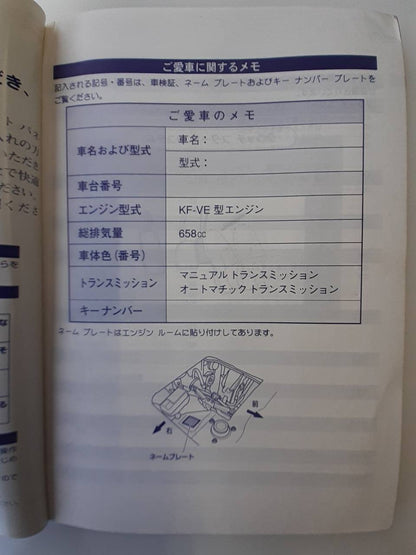 ご愛車に関するメモ
記入される記号・番号は、車検証、ネーム プレートおよびキー ナンバー プレートを
ご覧ください。
ご愛車のメモ
車名および型式
車名：
型式：
車台番号
エンジン型式 KF-VE 型エンジン
総排気量 658cc
車体色(番号)
トランスミッション
マニュアル トランスミッション
オートマチック トランスミッション
キーナンバー
ネーム プレートはエンジン ルームに貼り付けしてあります。
前
右
ネームプレート